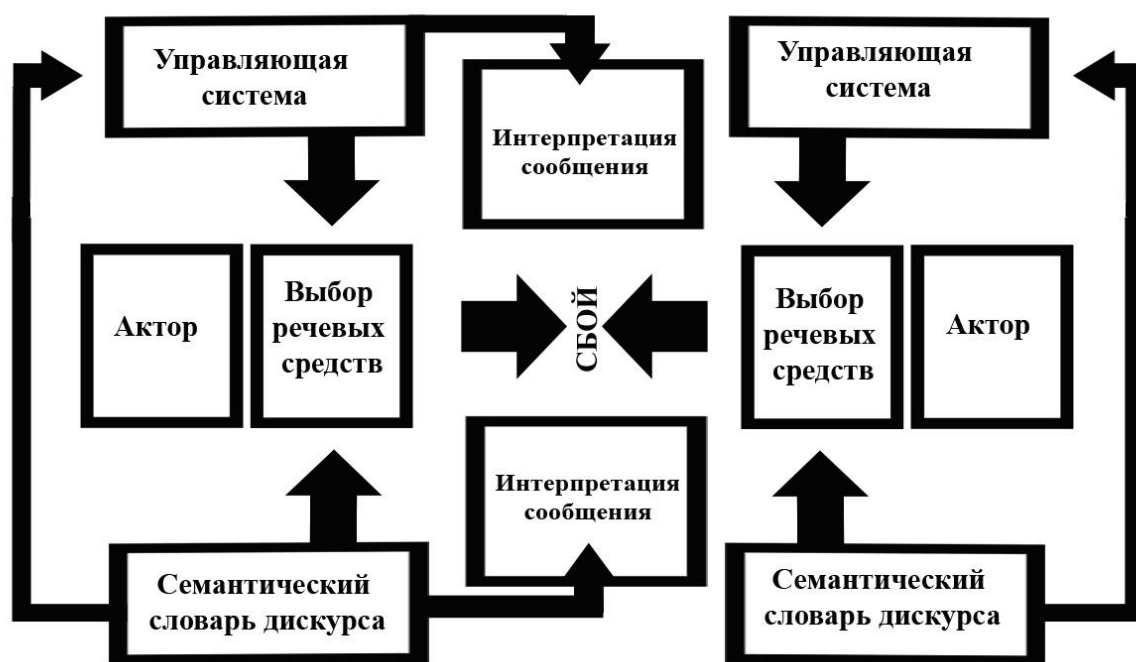 Управляющая
система
Интерпретация
сообщения
Управляющая
система
Актор
Выбор
речевых
средств
СБОЙ
Выбор
речевых
средств
Актор
Интерпретация
сообщения
Семантический
словарь дискурса
Семантический
словарь дискурса